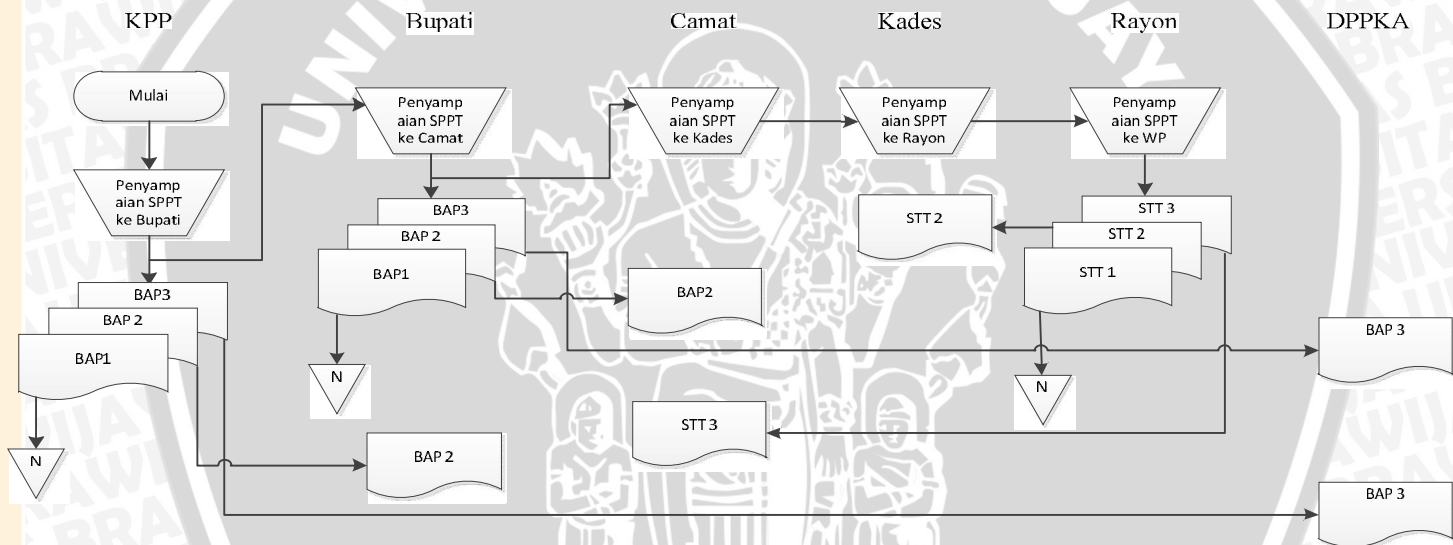 KPP
Bupati
Camat
Kades
Rayon
DPPKA
Mulai
Penyamp
aian SPPT
ke Bupati
BAP3
BAP 2
BAP1
N
Penyamp
aian SPPT
ke Camat
BAP3
BAP 2
BAP1
N
BAP 2
Penyamp
aian SPPT
ke Kades
BAP2
STT 3
Penyamp
aian SPPT
ke Rayon
STT 2
Penyamp
aian SPPT
ke WP
STT 3
STT 2
STT 1
N
BAP 3
BAP 3